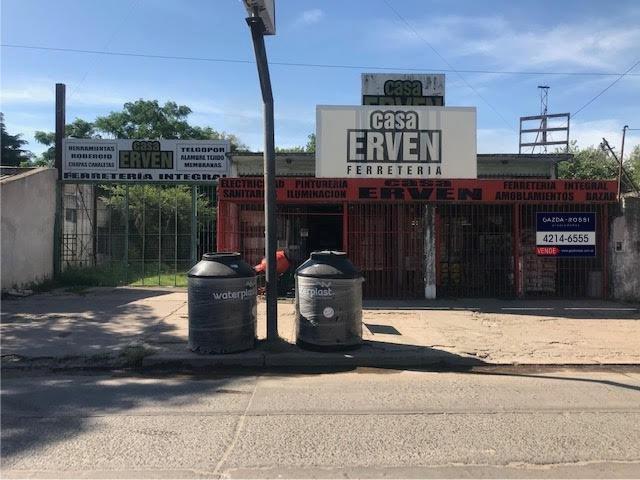 casa
ERVEN
casa
ERVEN
FERRETERIA
HERRAMIENTAS
RUBEROID
CHAPAS CANALETAS
casa
ERVEN
TELGOPOR
ALAMBRE TEJIDO
MEMBRANAS
FERRETERIA INTEGRAL
ELECTRICIDAD PINTURERIA
SANITARIOS ILUMINACION
casa
ERVEN
FERRETERIA INTEGRAL
AMOBLAMIENTOS BAZAR
GAZDA-ROSSI
4214-6555
VENDE
waterplast
waterplast